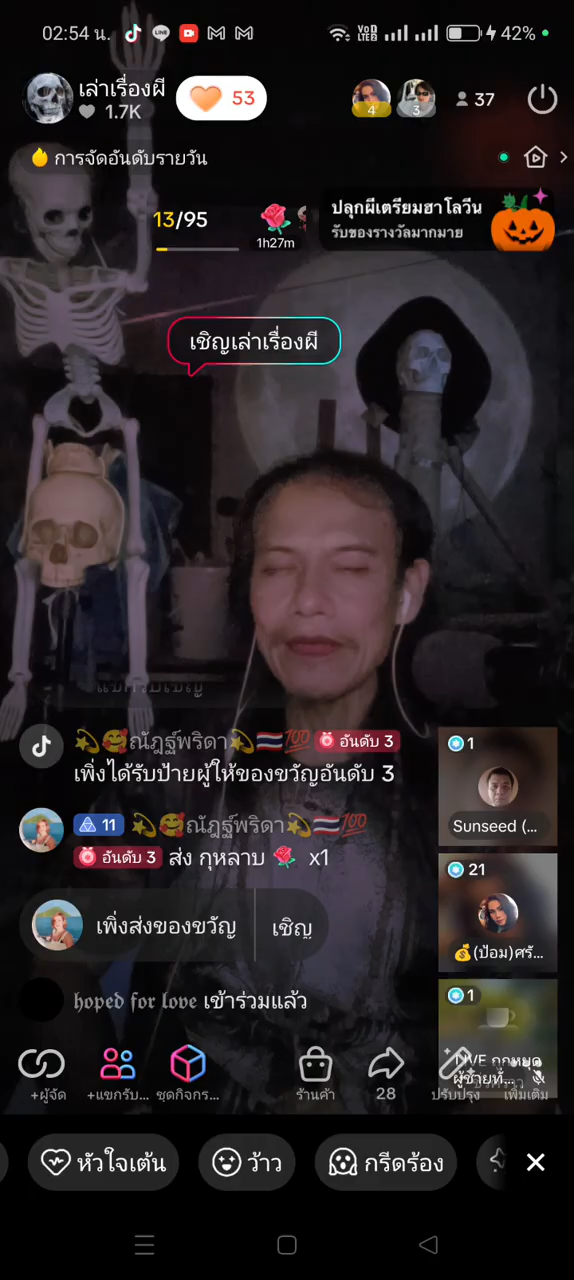 02:54 น.
VoD LTE2
42%
เล่าเรื่องผี
1.7K
53
4
3
37
การจัดอันดับรายวัน
13/95
1h27m
ปลุกผีเตรียมฮาโลวีน
รับของรางวัลมากมาย
เชิญเล่าเรื่องผี
ณัฎฐ์พริดา 💯 อันดับ 3
เพิ่งได้รับป้ายผู้ให้ของขวัญอันดับ 3
11 ณัฎฐ์พริดา 💯
อันดับ 3 ส่ง กุหลาบ x1
เพิ่งส่งของขวัญ เชิญ
hoped for love เข้าร่วมแล้ว
1
Sunseed (...
21
(ป้อม)ศรั...
1
LIVE ถูกหยุด
+ผู้จัด
+แขกรับ...
ชุดกิจกร...
ร้านค้า
28
ปรับปรุง
เพิ่มเติม
หัวใจเต้น
ว้าว
กรีดร้อง